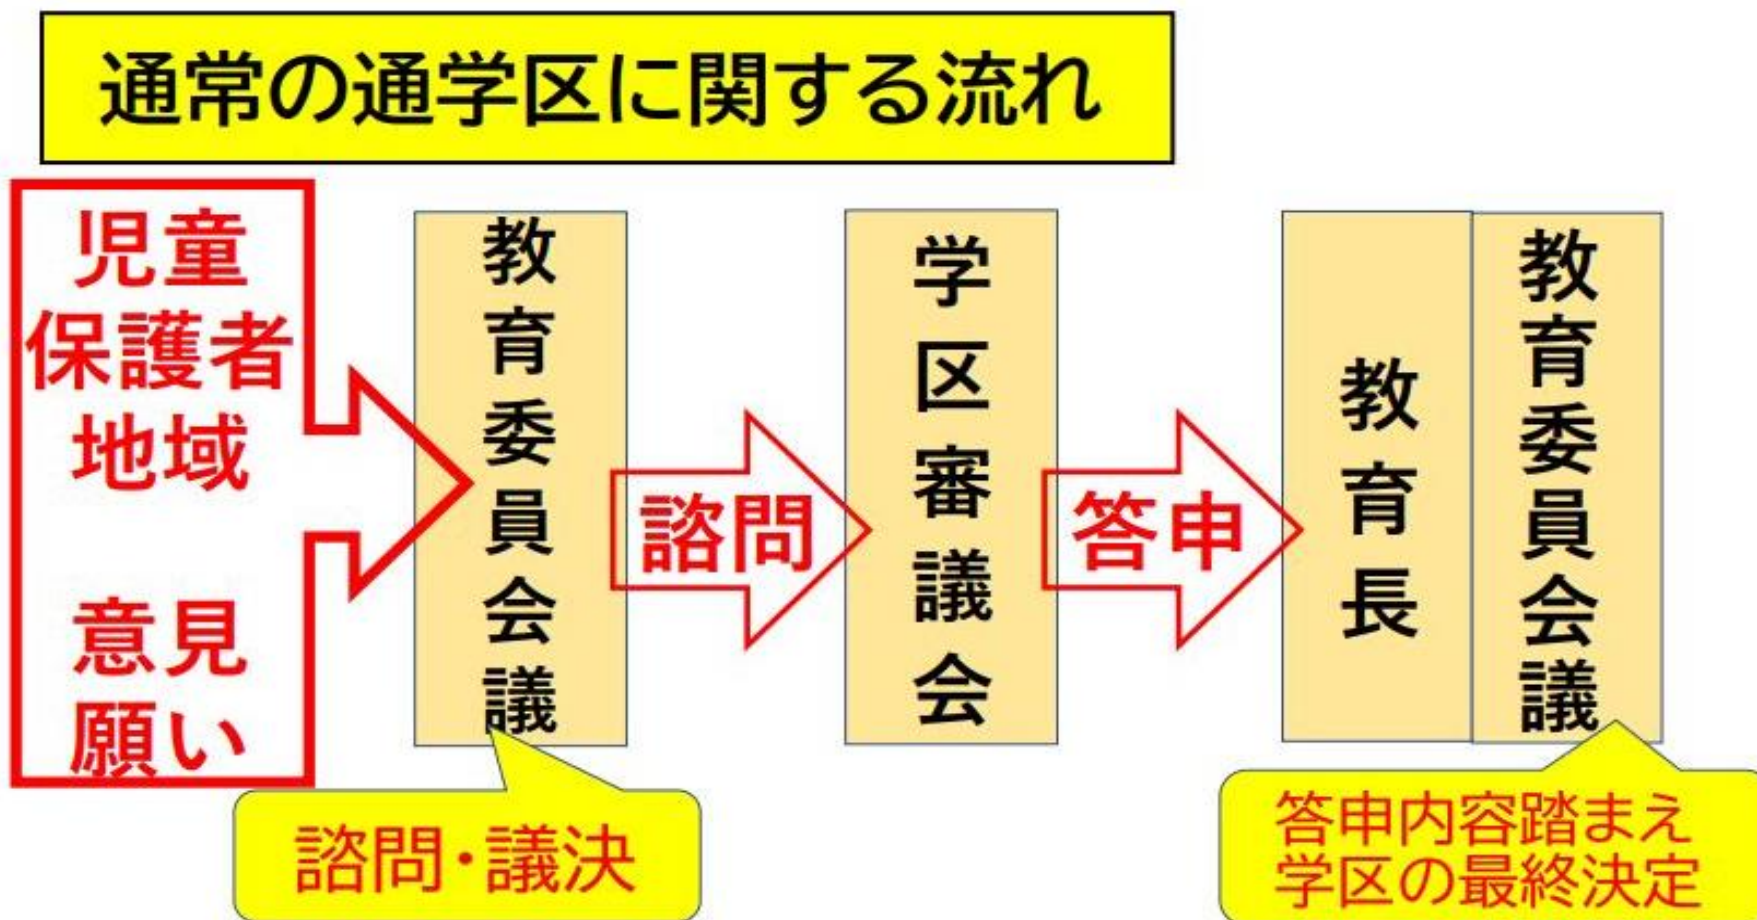 通常の通学区に関する流れ
児童
保護者
地域
意見
願い
教育委員会議
諮問・議決
諮問
学区審議会
答申
教育長
教育委員会議
答申内容踏まえ
学区の最終決定